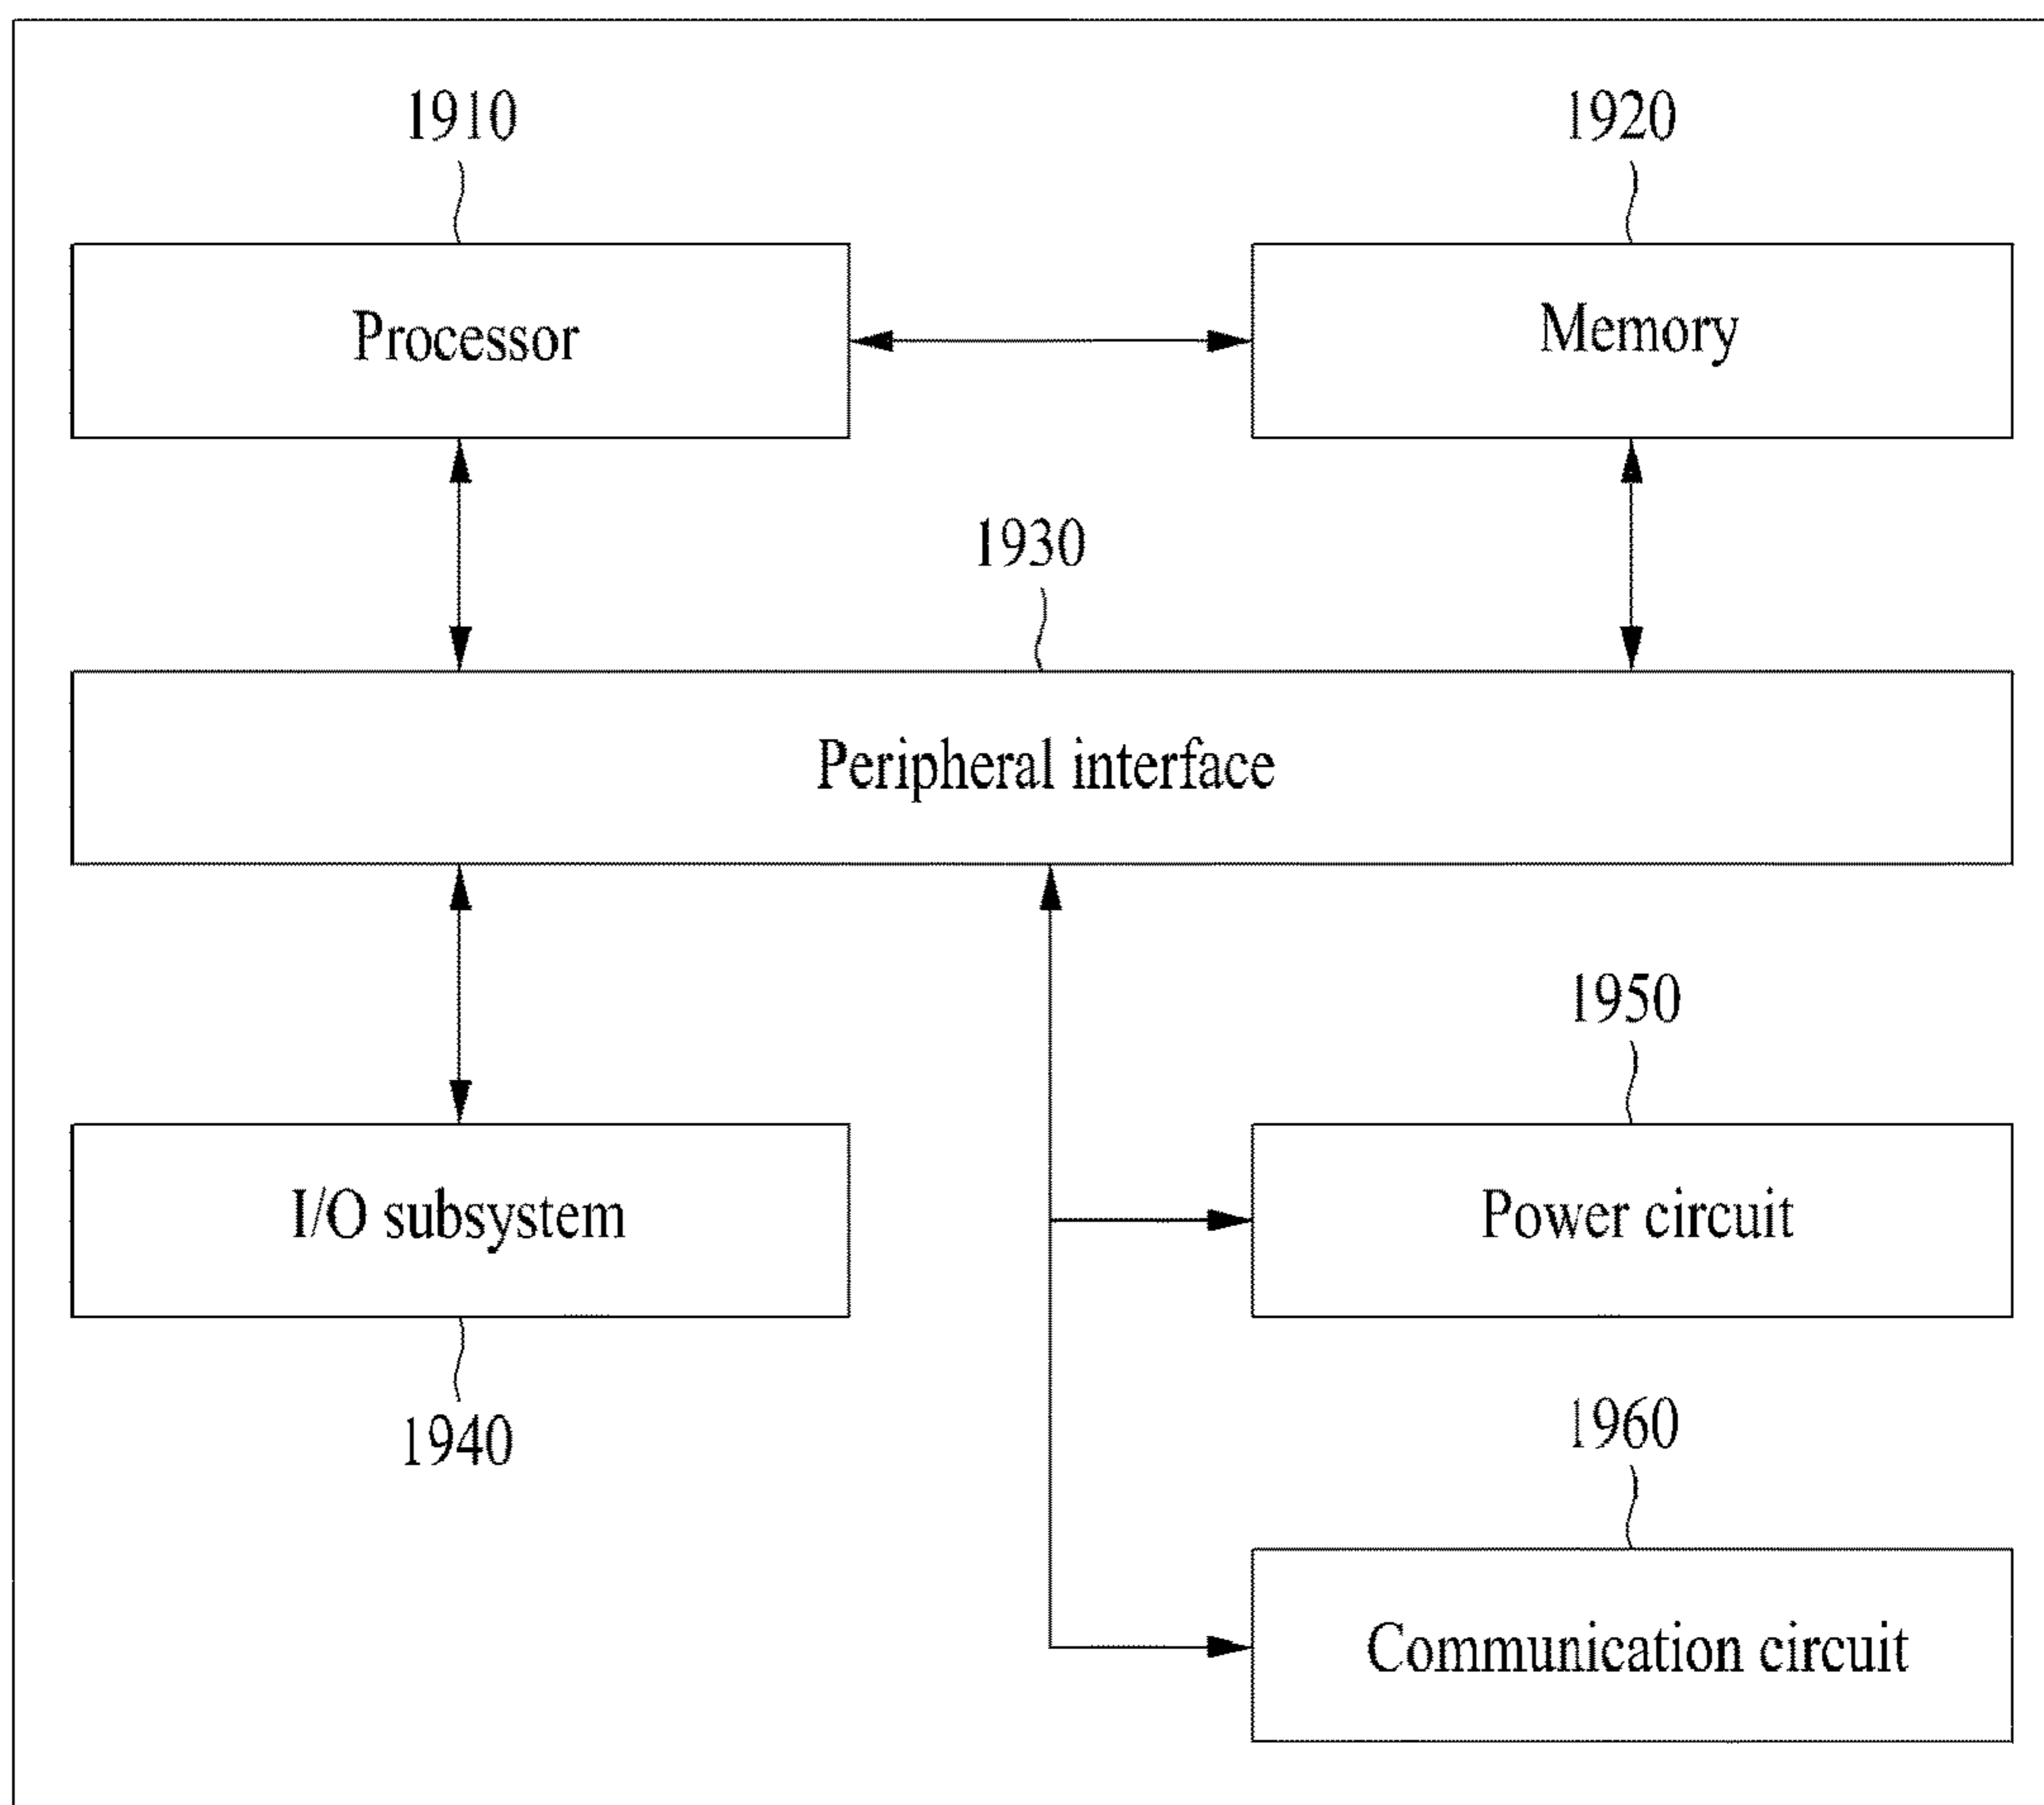 1910
1920
Processor
Memory
1930
Peripheral interface
1950
I/O subsystem
Power circuit
1940
1960
Communication circuit